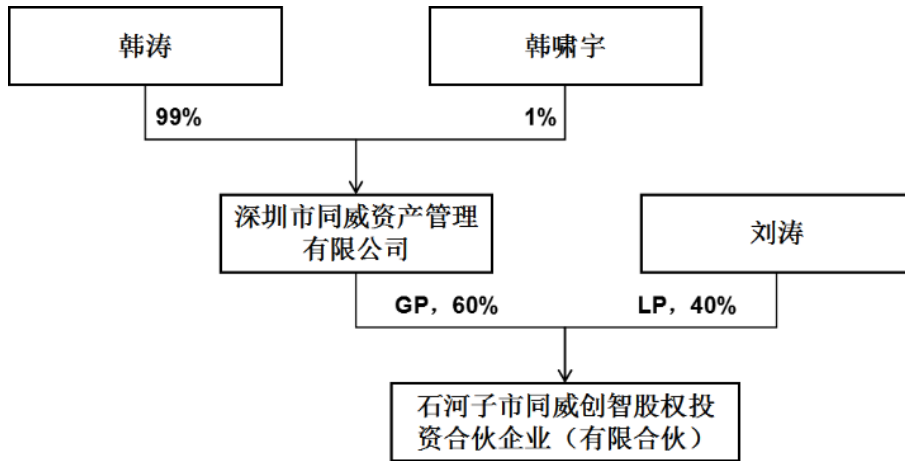 韩涛
韩啸宇
99%
1%
深圳市同威资产管理
有限公司
刘涛
GP，60%
LP，40%
石河子市同威创智股权投
资合伙企业（有限合伙）